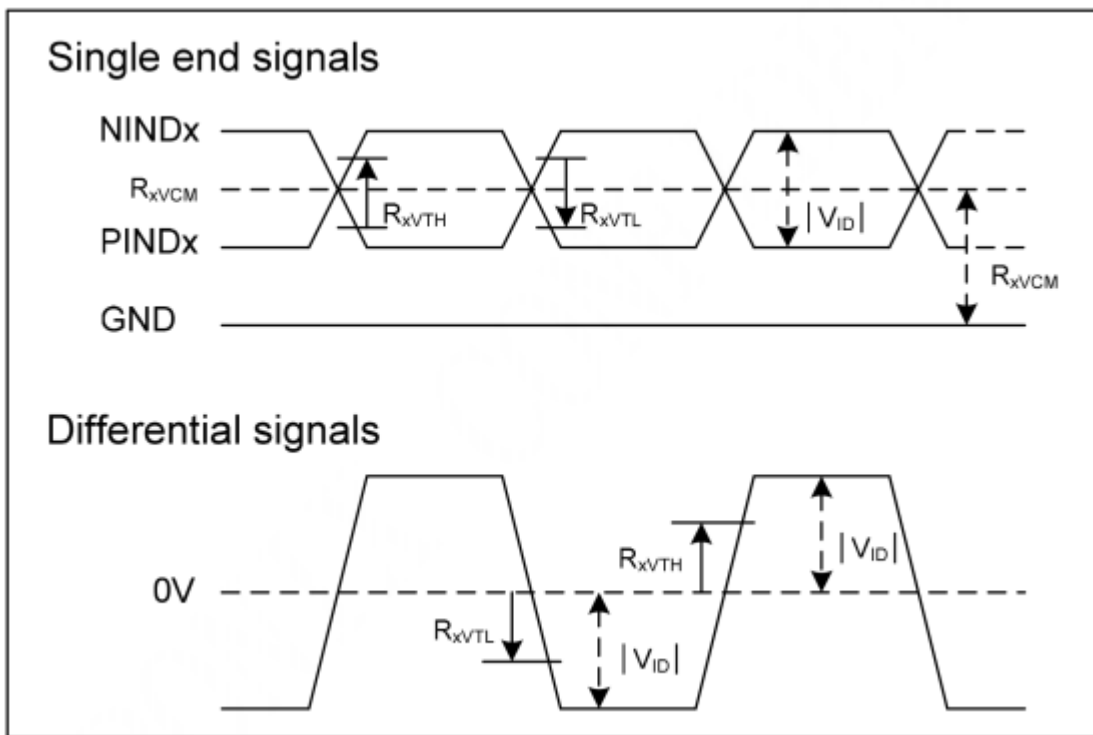 Single end signals
NINDx
RxVCM
RxVTH
RxVTL
|VID|
PINDx
RxVCM
GND
Differential signals
RxVTH
|VID|
0V
RxVTL
|VID|